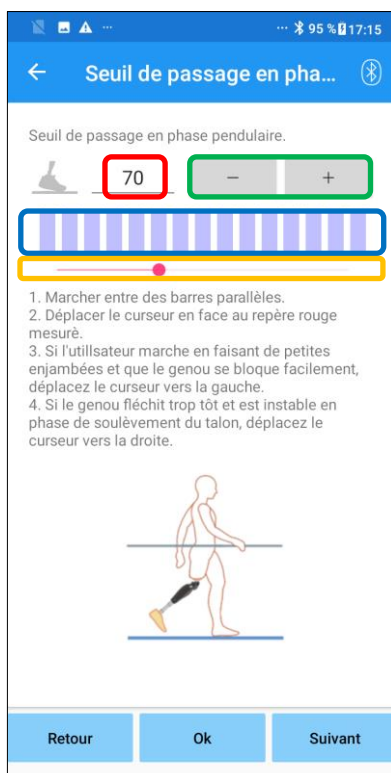 ... ... 95 % 17:15
Seuil de passage en pha...
Seuil de passage en phase pendulaire.
70 − +
1. Marcher entre des barres parallèles.
2. Déplacer le curseur en face au repère rouge
mesurè.
3. Si l'utillsateur marche en faisant de petites
enjambées et que le genou se bloque facilement,
déplacez le curseur vers la gauche.
4. Si le genou fléchit trop tôt et est instable en
phase de soulèvement du talon, déplacez le
curseur vers la droite.
Retour Ok Suivant